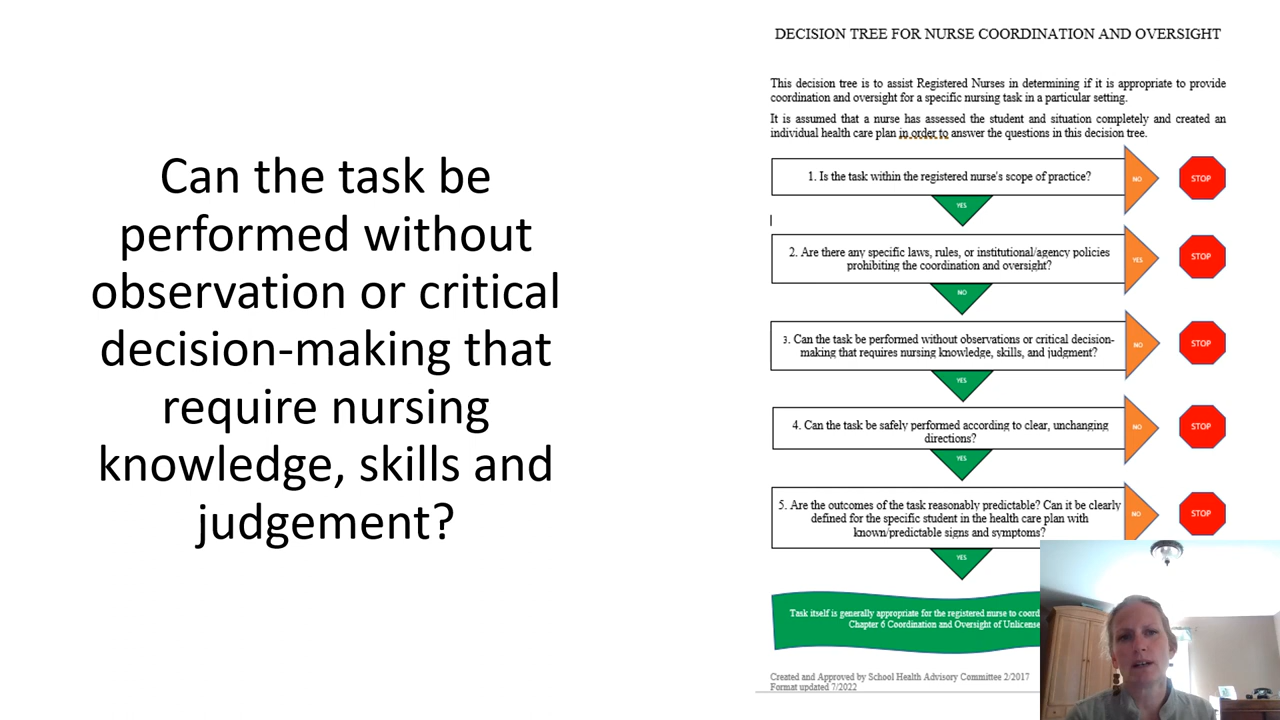 Can the task be
performed without
observation or critical
decision-making that
require nursing
knowledge, skills and
judgement?
DECISION TREE FOR NURSE COORDINATION AND OVERSIGHT
This decision tree is to assist Registered Nurses in determining if it is appropriate to provide
coordination and oversight for a specific nursing task in a particular setting.
It is assumed that a nurse has assessed the student and situation completely and created an
individual health care plan in order to answer the questions in this decision tree.
1. Is the task within the registered nurse's scope of practice?
NO
STOP
YES
2. Are there any specific laws, rules, or institutional/agency policies
prohibiting the coordination and oversight?
YES
STOP
NO
3. Can the task be performed without observations or critical decision-
making that requires nursing knowledge, skills, and judgment?
NO
STOP
YES
4. Can the task be safely performed according to clear, unchanging
directions?
NO
STOP
YES
5. Are the outcomes of the task reasonably predictable? Can it be clearly
defined for the specific student in the health care plan with
known/predictable signs and symptoms?
NO
STOP
YES
Task itself is generally appropriate for the registered nurse to
Chapter 6 Coordination and Oversight of
Created and Approved by School Health Advisory Committee 2/2017
Format updated 7/2022